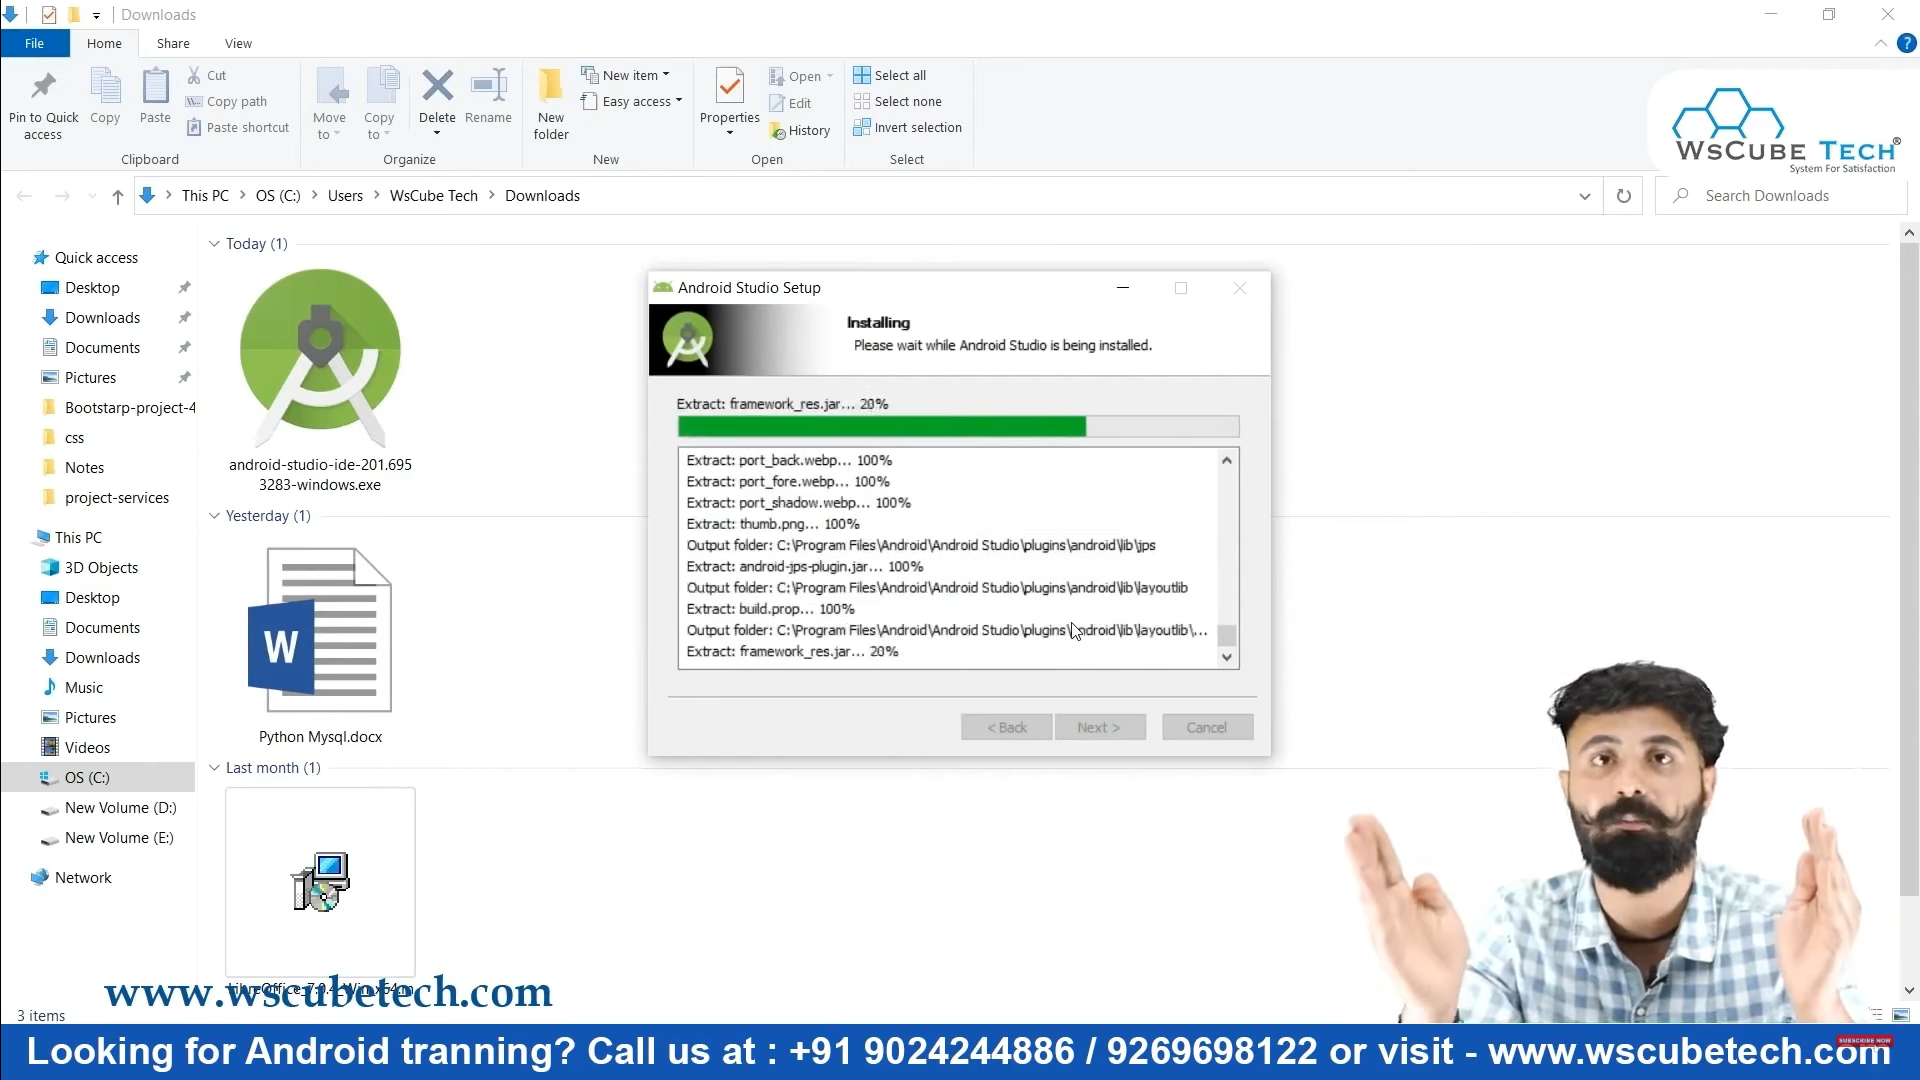 Downloads
File
Home
Share
View
Pin to Quick
access
Copy
Paste
Cut
Copy path
Paste shortcut
Clipboard
Move
to
Copy
to
Delete
Rename
Organize
New
folder
New item
Easy access
New
Properties
Open
Edit
History
Open
Select all
Select none
Invert selection
Select
WsCube Tech®
System For Satisfaction
This PC
OS (C:)
Users
WsCube Tech
Downloads
Search Downloads
Quick access
Desktop
Downloads
Documents
Pictures
Bootstarp-project-4
css
Notes
project-services
This PC
3D Objects
Desktop
Documents
Downloads
Music
Pictures
Videos
OS (C:)
New Volume (D:)
New Volume (E:)
Network
Today (1)
android-studio-ide-201.695
3283-windows.exe
Yesterday (1)
W
Python Mysql.docx
Last month (1)
Android Studio Setup
Installing
Please wait while Android Studio is being installed.
Extract: framework_res.jar... 20%
Extract: port_back.webp... 100%
Extract: port_fore.webp... 100%
Extract: port_shadow.webp... 100%
Extract: thumb.png... 100%
Output folder: C:\Program Files\Android\Android Studio\plugins\android\lib\jps
Extract: android-jps-plugin.jar... 100%
Output folder: C:\Program Files\Android\Android Studio\plugins\android\lib\layoutlib
Extract: build.prop... 100%
Output folder: C:\Program Files\Android\Android Studio\plugins\android\lib\layoutlib\...
Extract: framework_res.jar... 20%
< Back
Next >
Cancel
www.wscubetech.com
3 items
Looking for Android tranning? Call us at : +91 9024244886 / 9269698122 or visit - www.wscubetech.com
SUBSCRIBE NOW